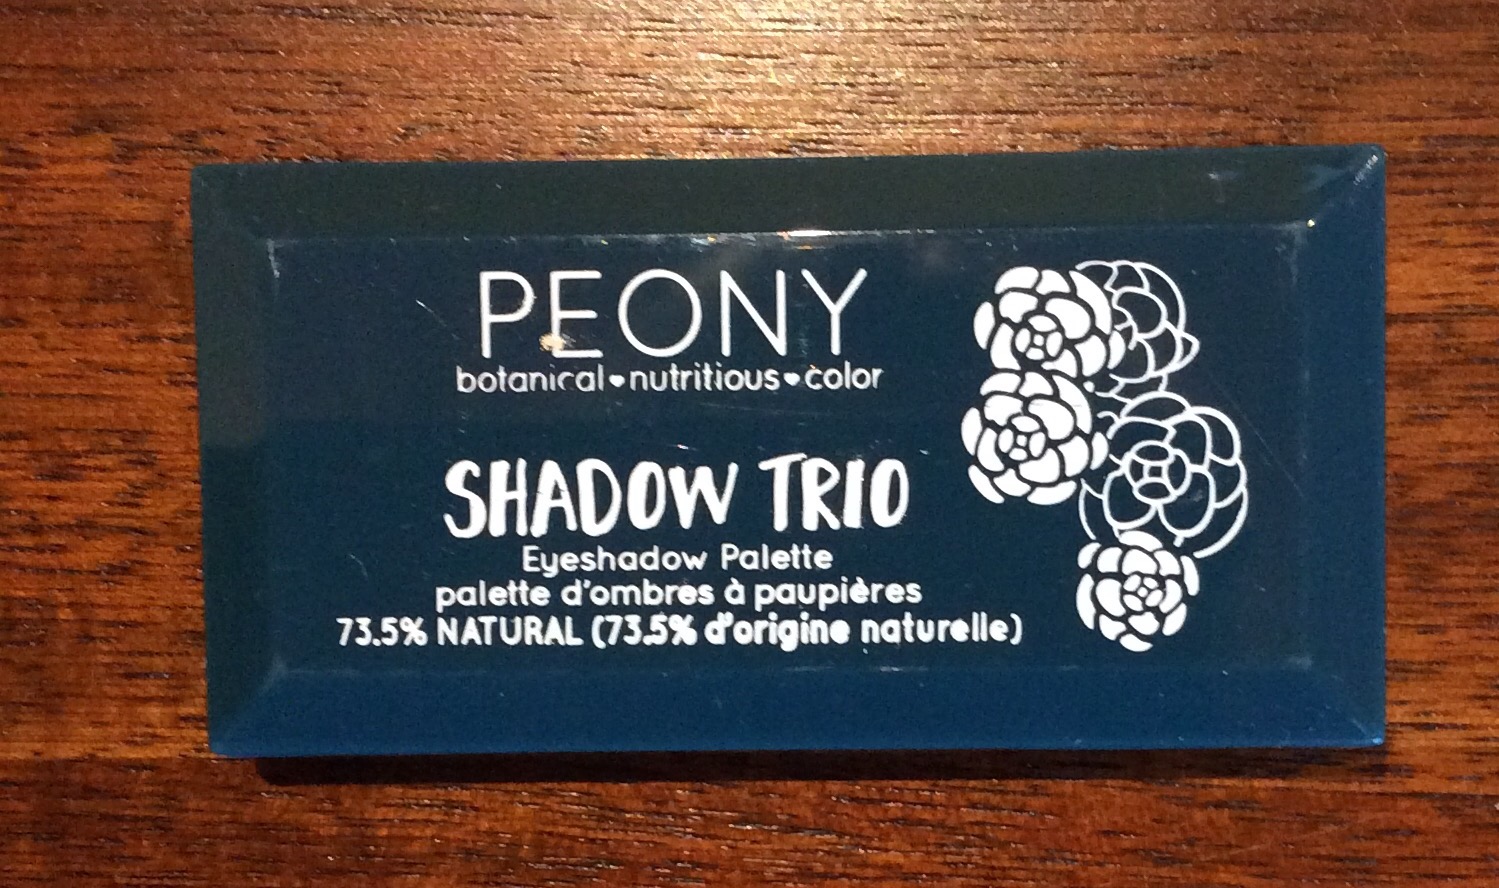 PEONY
botanical♥nutritious♥color
SHADOW TRIO
Eyeshadow Palette
palette d'ombres à paupières
73.5% NATURAL (73.5% d'origine naturelle)